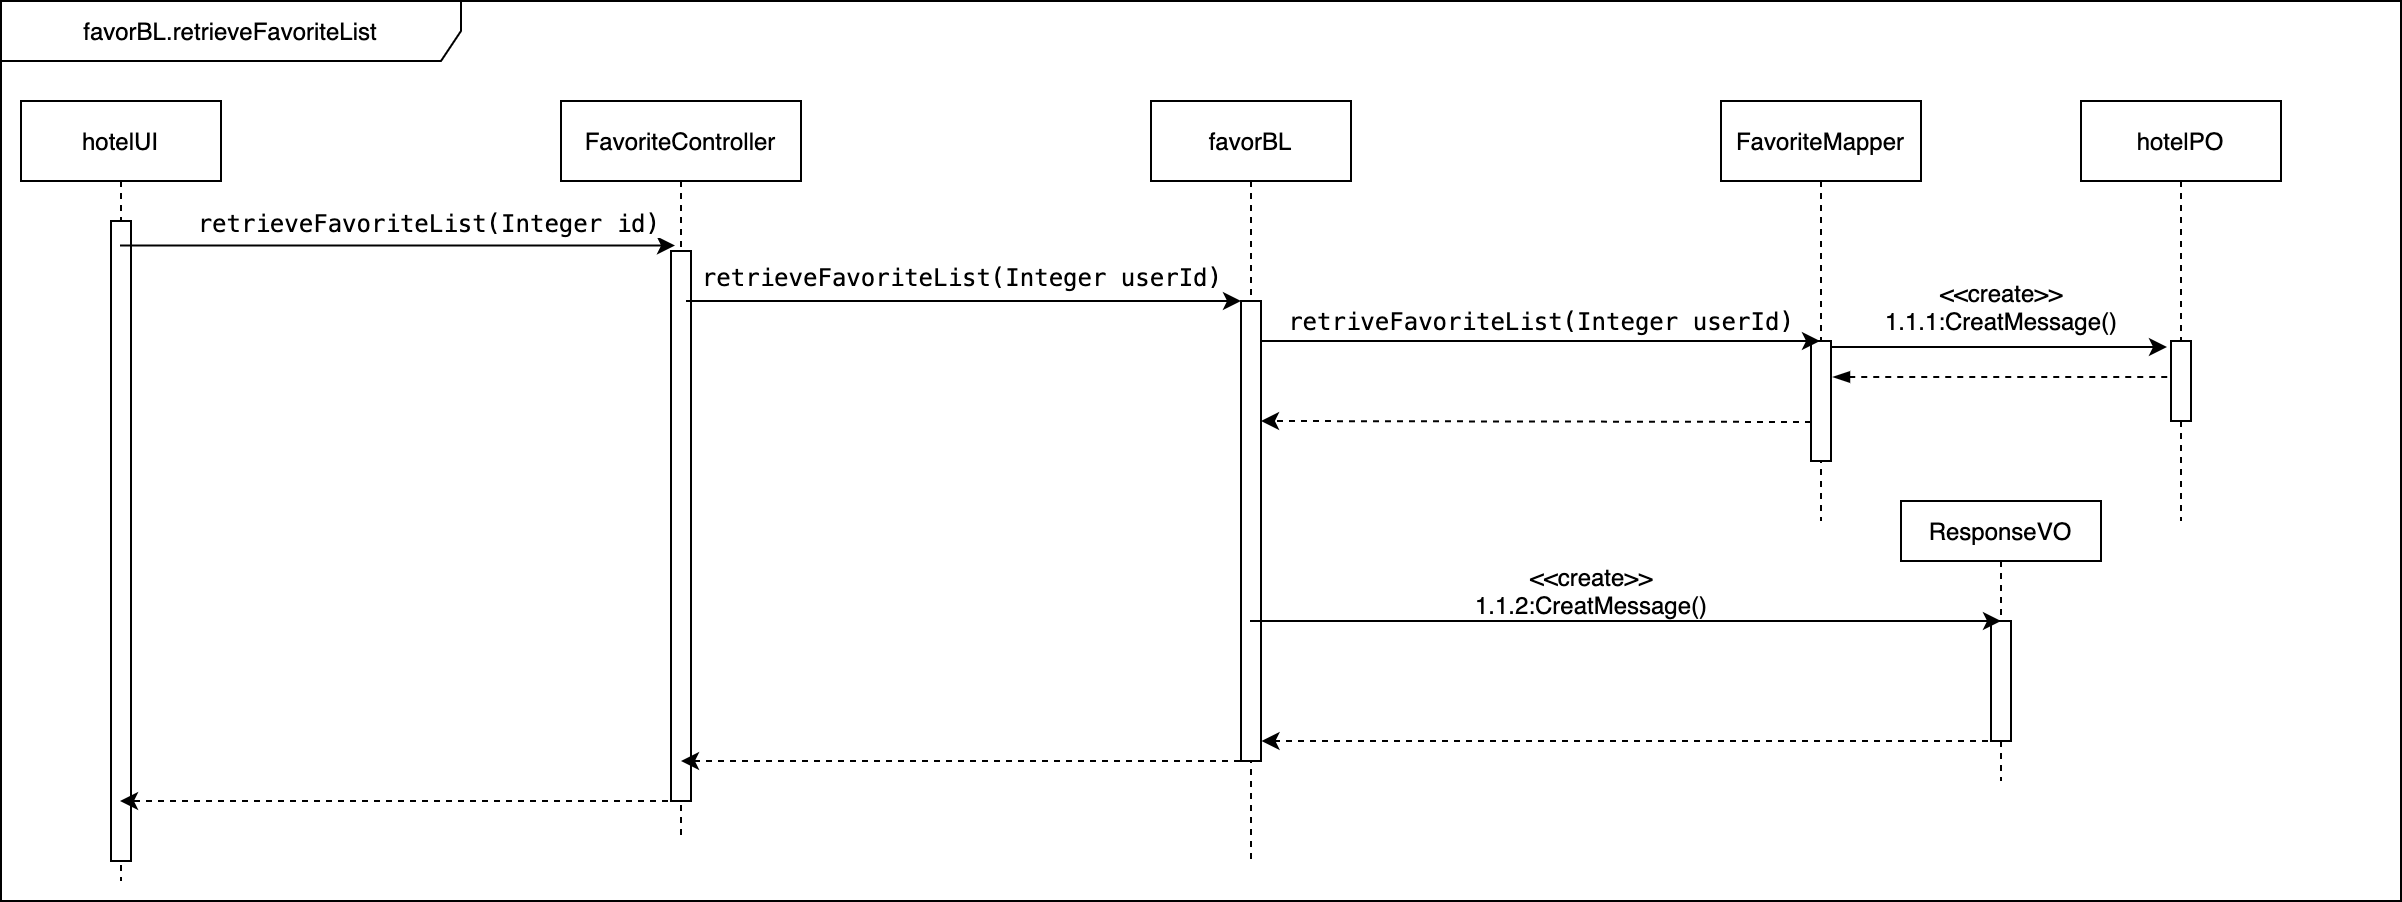 favorBL.retrieveFavoriteList
hotelUI
FavoriteController
favorBL
FavoriteMapper
hotelPO
retrieveFavoriteList(Integer id)
retrieveFavoriteList(Integer userId)
<<create>>
retriveFavoriteList(Integer userId)
1.1.1:CreatMessage()
ResponseVO
<<create>>
1.1.2:CreatMessage()